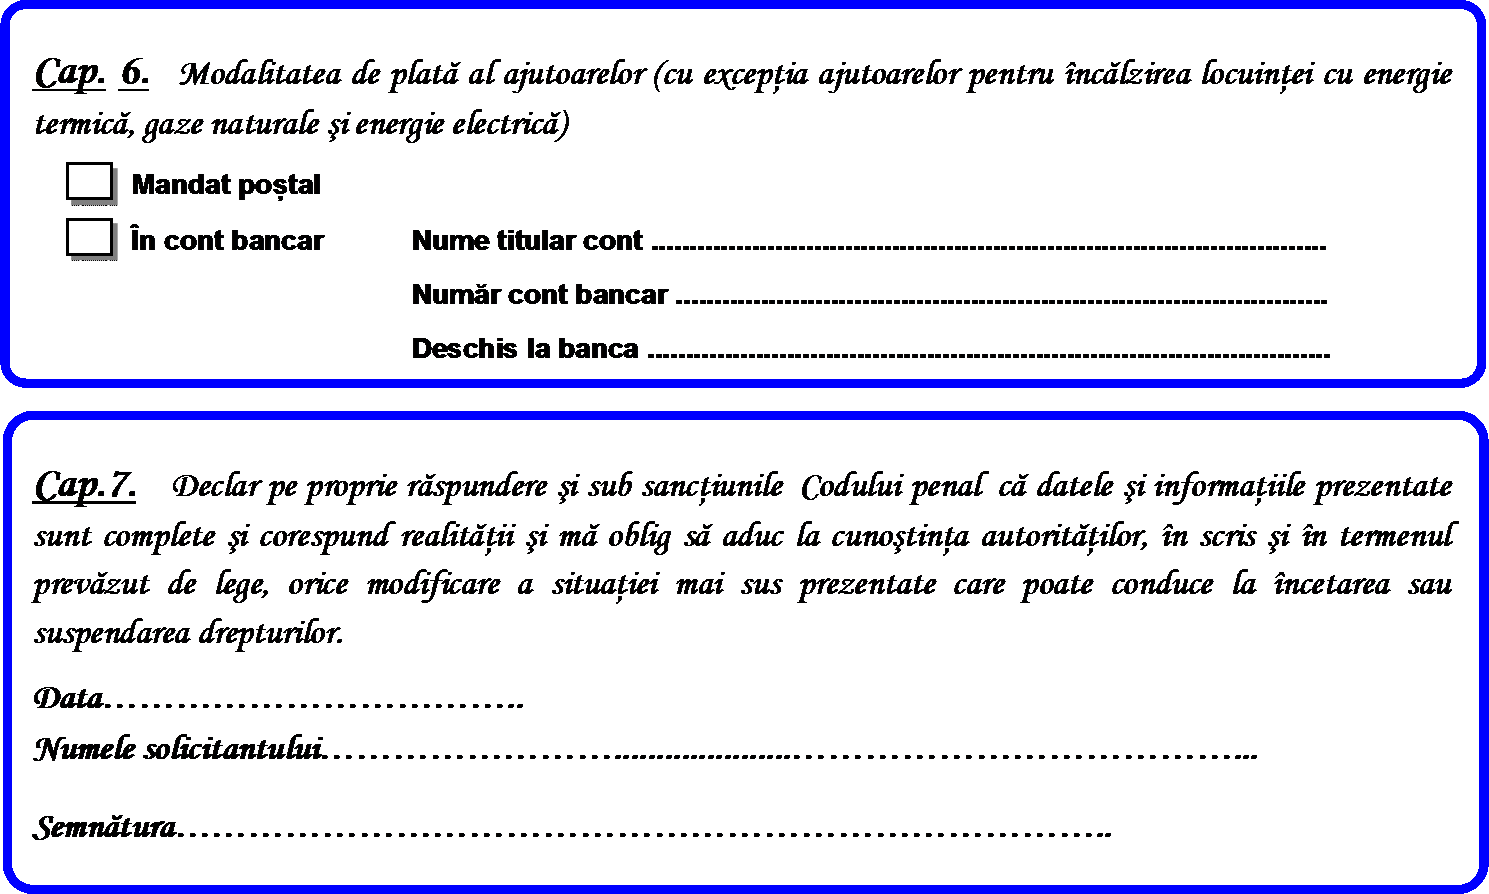 Cap. 6. Modalitatea de plată al ajutoarelor (cu excepția ajutoarelor pentru încălzirea locuinței cu energie
termică, gaze naturale şi energie electrică)
Mandat poștal
În cont bancar Nume titular cont ........................................................................................
Număr cont bancar .....................................................................................
Deschis la banca .........................................................................................
Cap.7. Declar pe proprie răspundere şi sub sancțiunile Codului penal că datele şi informațiile prezentate
sunt complete şi corespund realității şi mă oblig să aduc la cunoştința autorităților, în scris şi în termenul
prevăzut de lege, orice modificare a situației mai sus prezentate care poate conduce la încetarea sau
suspendarea drepturilor.
Data…………………………….
Numele solicitantului……………………..........................……………………………...
Semnătura…………………………………………………………………..